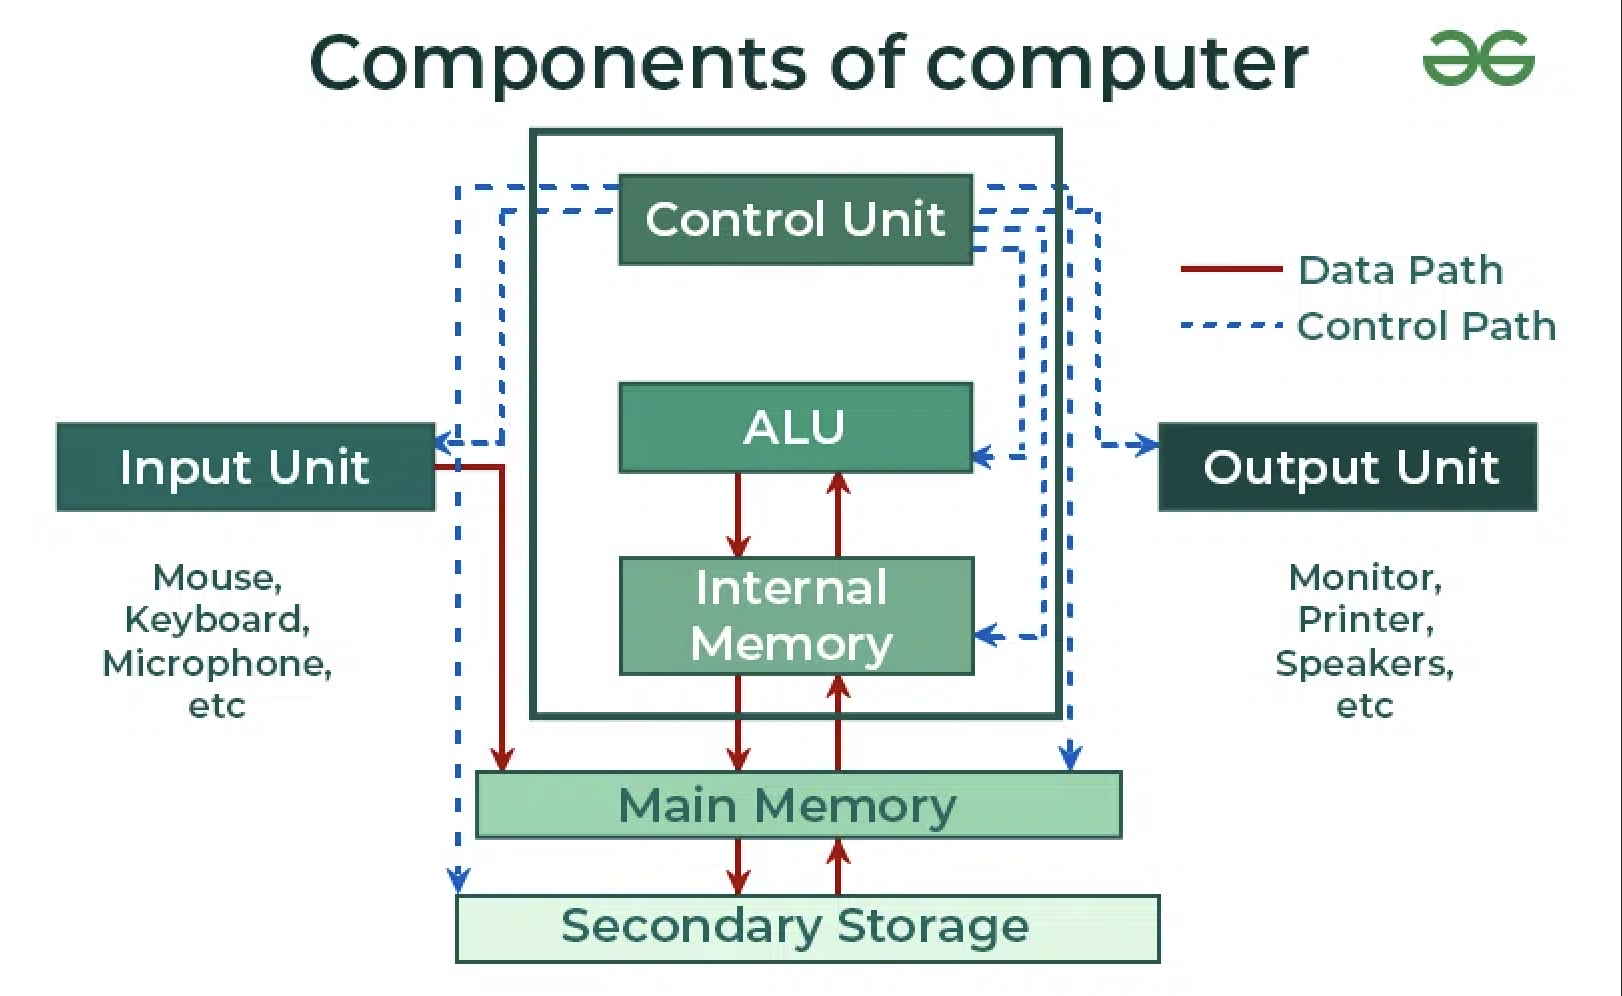 Components of computer
Control Unit
Data Path
Control Path
ALU
Input Unit
Output Unit
Mouse,
Keyboard,
Microphone,
etc
Internal
Memory
Monitor,
Printer,
Speakers,
etc
Main Memory
Secondary Storage